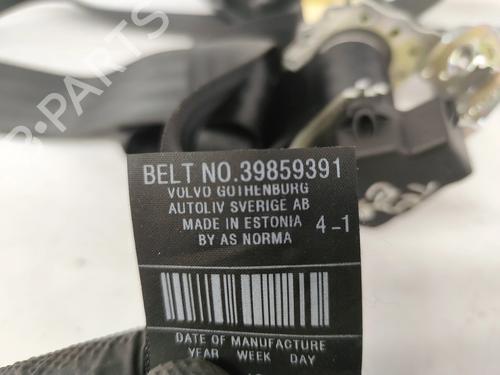 BELT NO.39859391
VOLVO GOTHENBURG
AUTOLIV SVERIGE AB
MADE IN ESTONIA 4-1
BY AS NORMA
DATE OF MANUFACTURE
YEAR WEEK DAY
B-PARTS